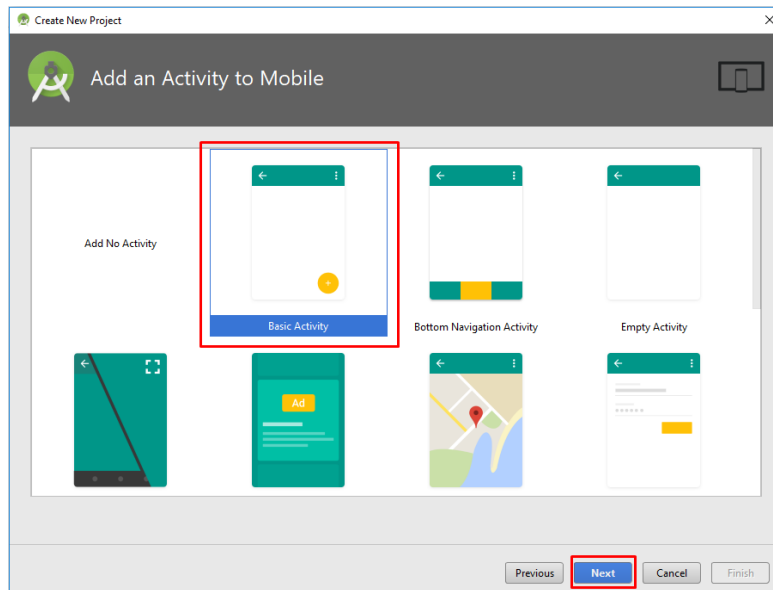 Create New Project
Add an Activity to Mobile
Add No Activity
Basic Activity
Bottom Navigation Activity
Empty Activity
Ad
Previous
Next
Cancel
Finish